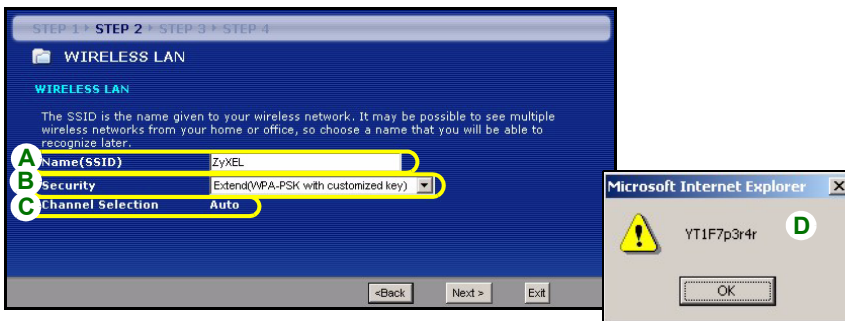 STEP 1 › STEP 2 › STEP 3 › STEP 4
WIRELESS LAN
WIRELESS LAN
The SSID is the name given to your wireless network. It may be possible to see multiple
wireless networks from your home or office, so choose a name that you will be able to
recognize later.
A Name(SSID) ZyXEL
B Security Extend(WPA-PSK with customized key)
C Channel Selection Auto
<Back Next > Exit
Microsoft Internet Explorer X
YT1F7p3r4r D
OK